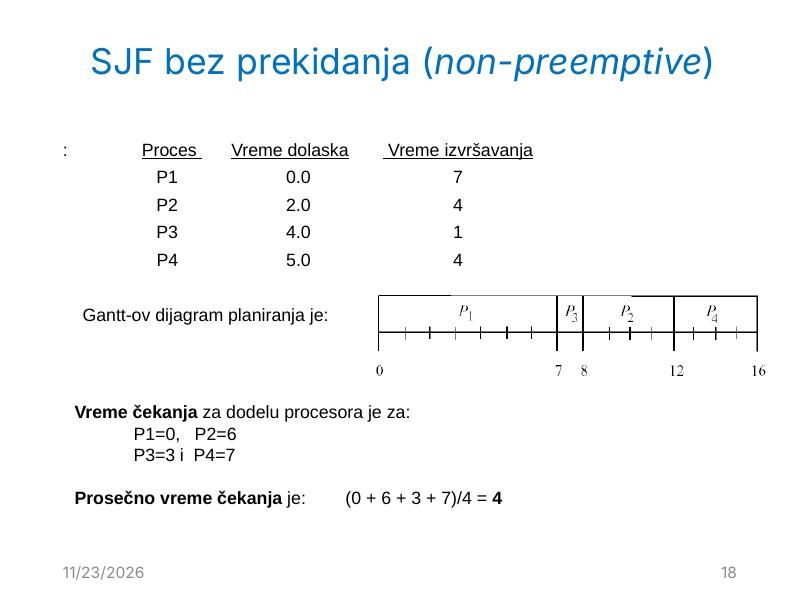 SJF bez prekidanja (non-preemptive)
: Proces Vreme dolaska Vreme izvršavanja
P1 0.0 7
P2 2.0 4
P3 4.0 1
P4 5.0 4
Gantt-ov dijagram planiranja je:
P1 P3 P2 P4
0 7 8 12 16
Vreme čekanja za dodelu procesora je za:
P1=0, P2=6
P3=3 i P4=7
Prosečno vreme čekanja je: (0 + 6 + 3 + 7)/4 = 4
11/23/2026 18